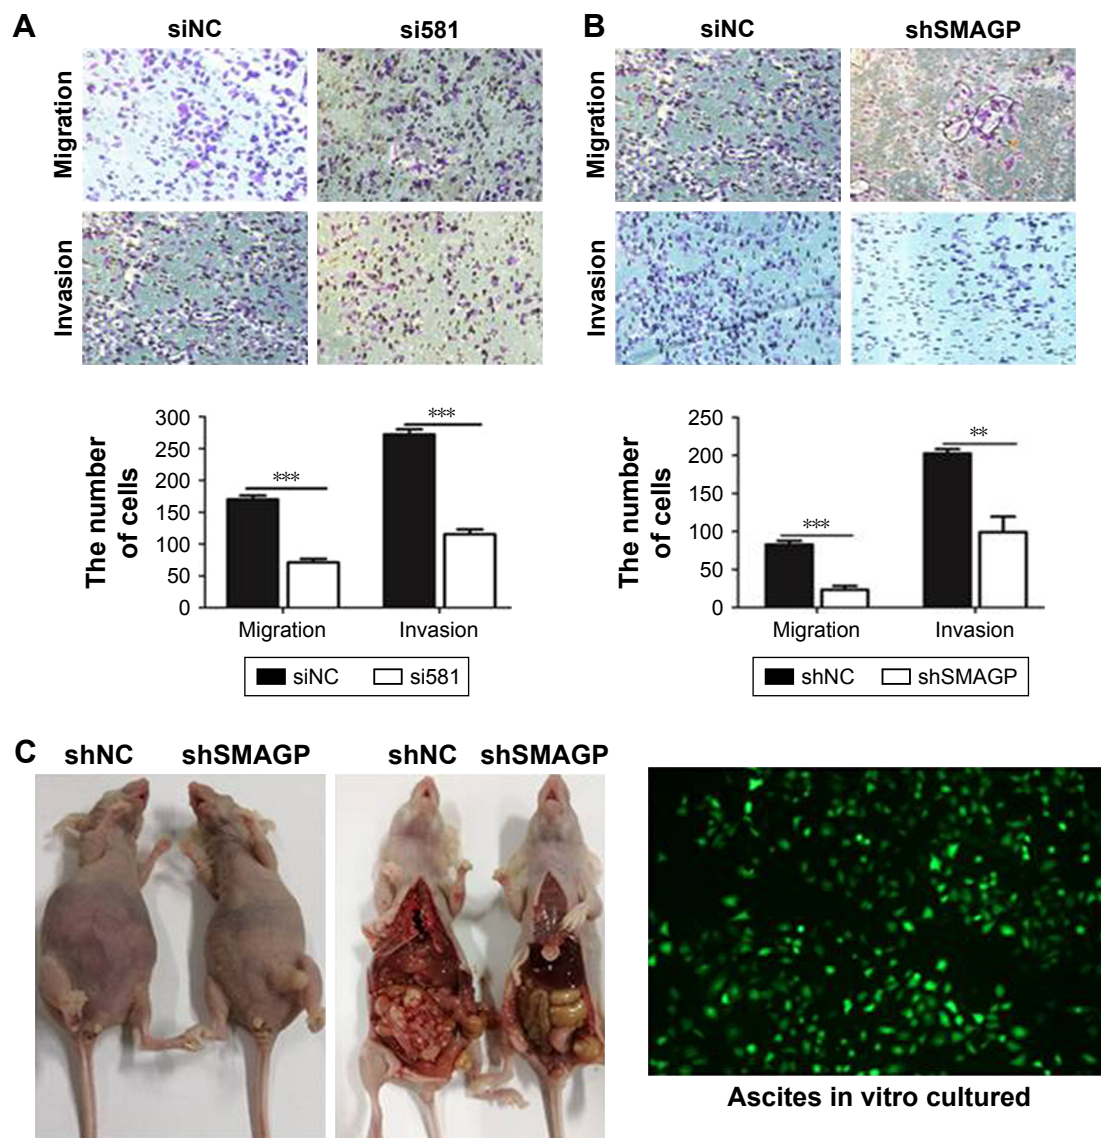 A
siNC
si581
Migration
Invasion
The number
of cells
300
250
200
150
100
50
0
***
***
Migration
Invasion
siNC
si581
B
siNC
shSMAGP
Migration
Invasion
The number
of cells
250
200
150
100
50
0
***
**
Migration
Invasion
shNC
shSMAGP
C
shNC
shSMAGP
shNC
shSMAGP
Ascites in vitro cultured